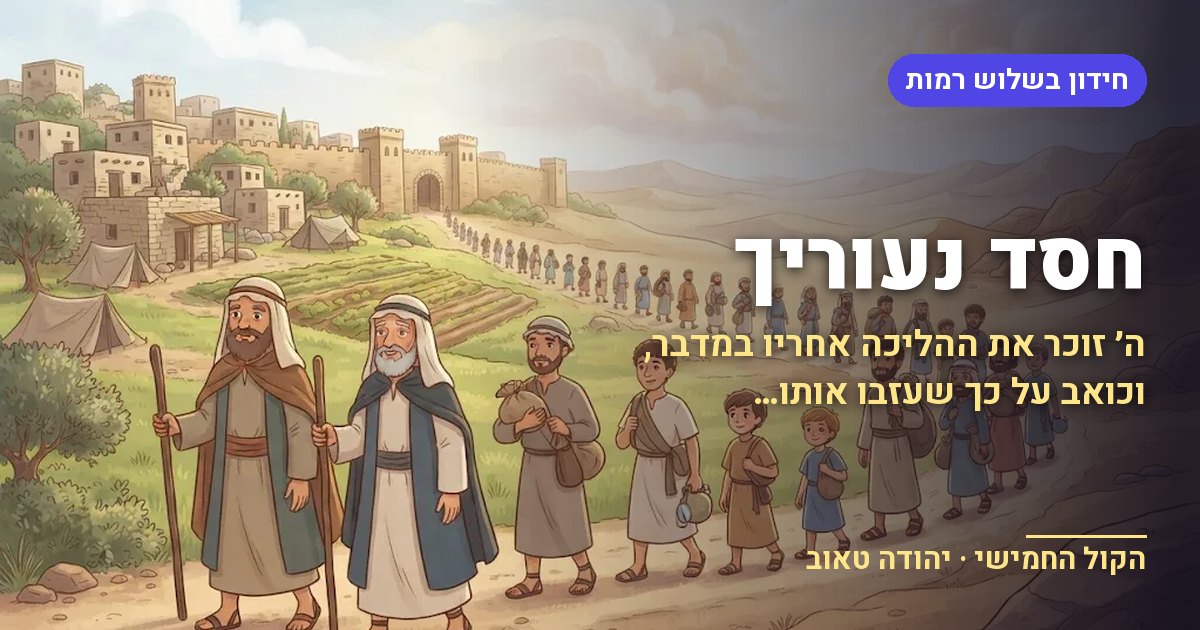 חידון בשלוש רמות
חסד נעוריך
ה׳ זוכר את ההליכה אחריו במדבר,
וכואב על כך שעזבו אותו...
הקול החמישי · יהודה טאוב